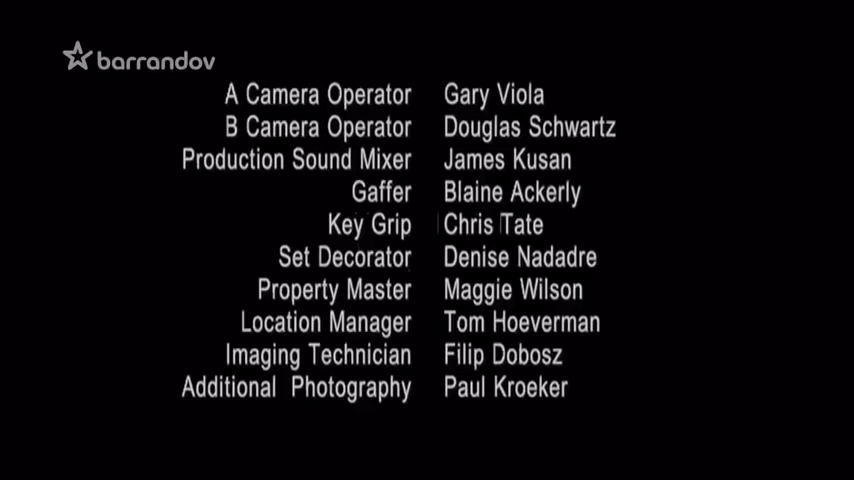 barrandov
A Camera Operator Gary Viola
B Camera Operator Douglas Schwartz
Production Sound Mixer James Kusan
Gaffer Blaine Ackerly
Key Grip Chris Tate
Set Decorator Denise Nadadre
Property Master Maggie Wilson
Location Manager Tom Hoeverman
Imaging Technician Filip Dobosz
Additional Photography Paul Kroeker